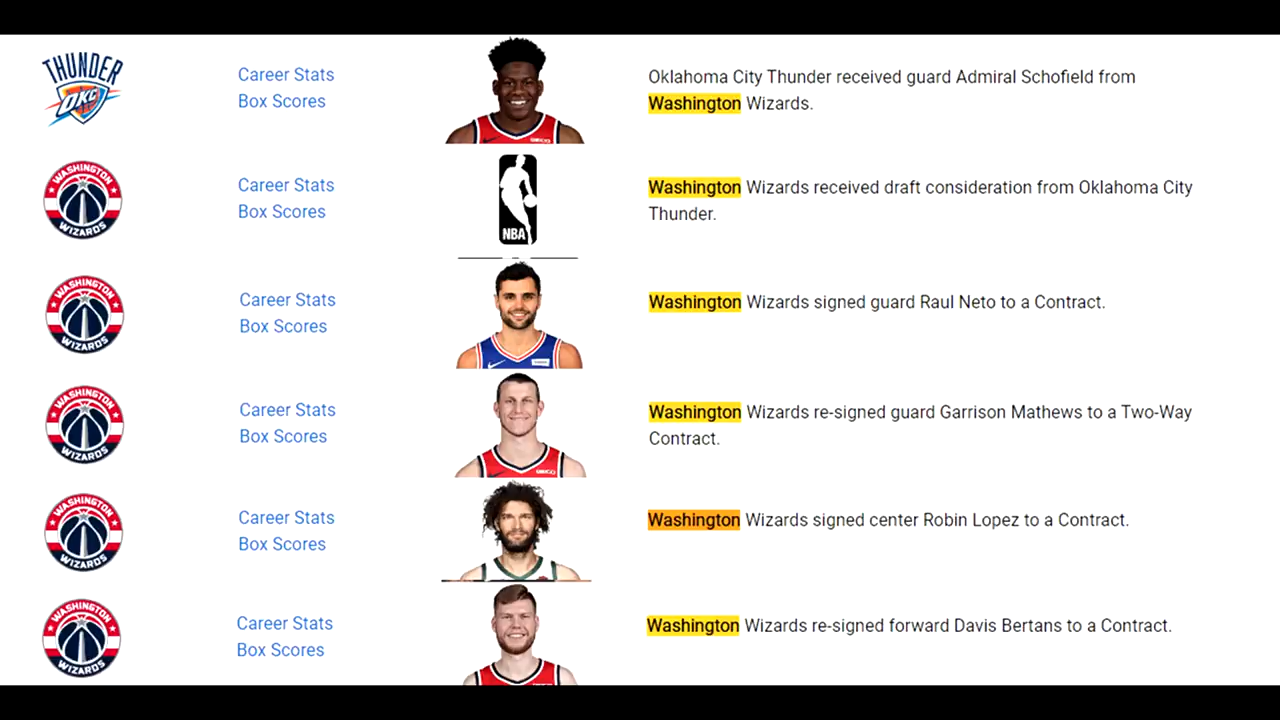 THUNDER
OKC
Career Stats
Box Scores
Oklahoma City Thunder received guard Admiral Schofield from
Washington Wizards.
WASHINGTON
WIZARDS
Career Stats
Box Scores
NBA
Washington Wizards received draft consideration from Oklahoma City
Thunder.
WASHINGTON
WIZARDS
Career Stats
Box Scores
Washington Wizards signed guard Raul Neto to a Contract.
WASHINGTON
WIZARDS
Career Stats
Box Scores
Washington Wizards re-signed guard Garrison Mathews to a Two-Way
Contract.
WASHINGTON
WIZARDS
Career Stats
Box Scores
Washington Wizards signed center Robin Lopez to a Contract.
WASHINGTON
WIZARDS
Career Stats
Box Scores
Washington Wizards re-signed forward Davis Bertans to a Contract.